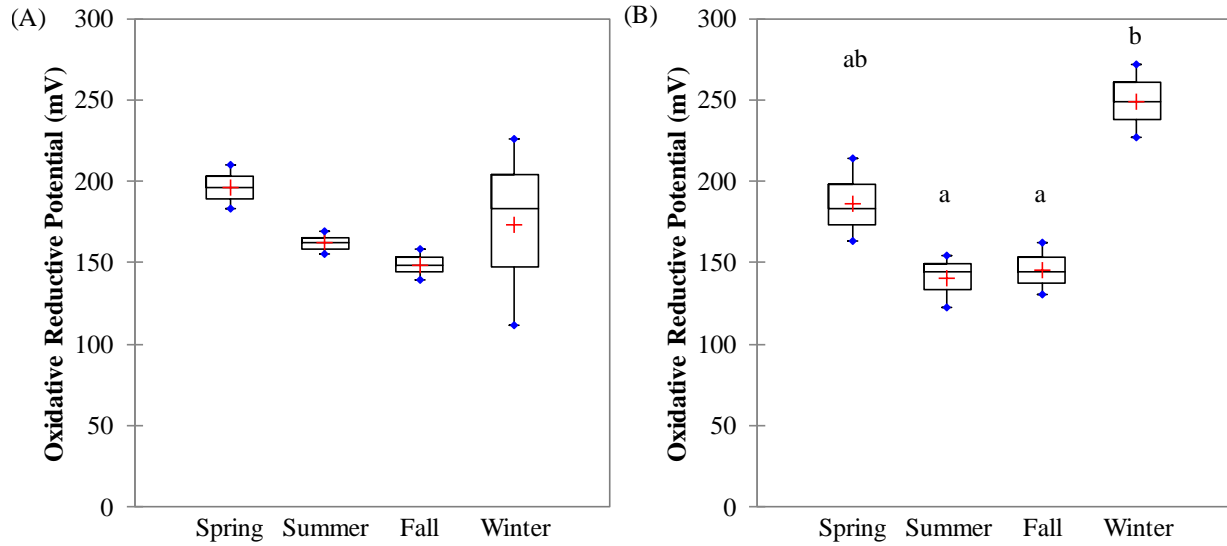 (A)
Oxidative Reductive Potential (mV)
300
250
200
150
100
50
0
Spring Summer Fall Winter
(B)
Oxidative Reductive Potential (mV)
300
250
200
150
100
50
0
ab
a
a
b
Spring Summer Fall Winter